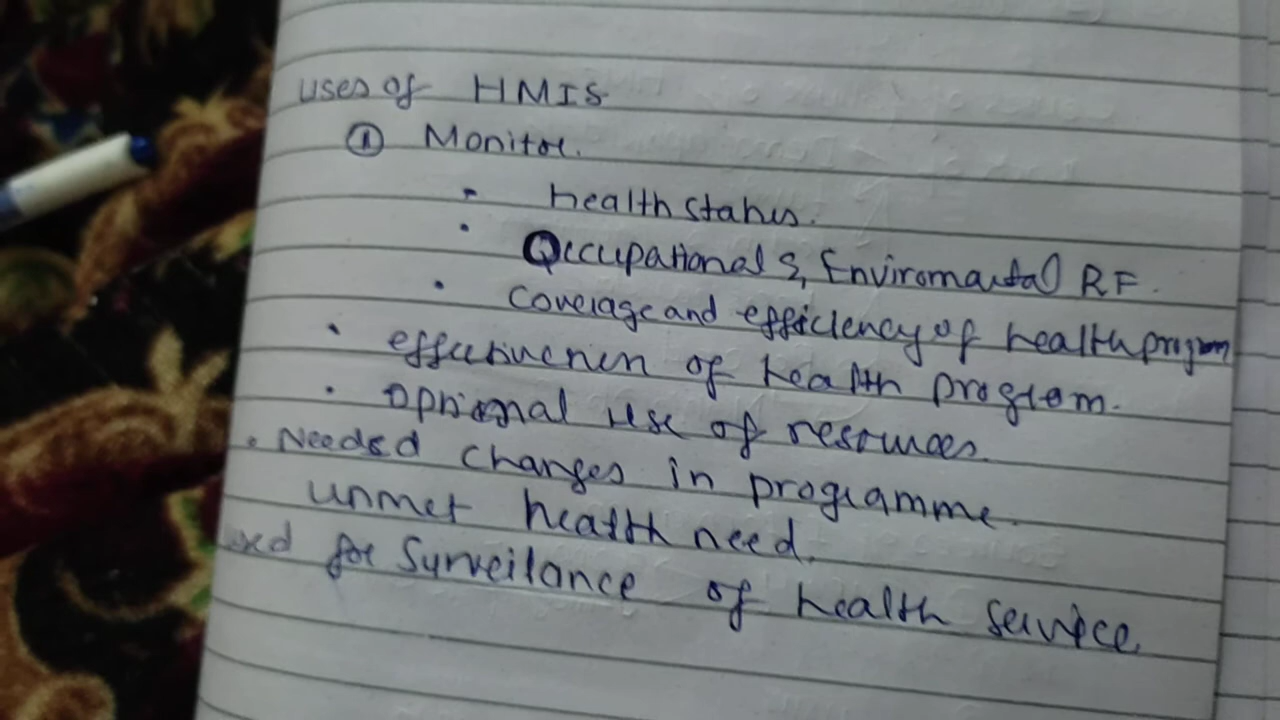 uses of HMIS
① Monitor.
• health status.
• Occupational & Enviromental RF.
• Coverage and efficiency of health program
• effectiveness of health program.
• Optional use of resources.
• Needed changes in programme.
unmet health need.
used for Surveilance of health service.